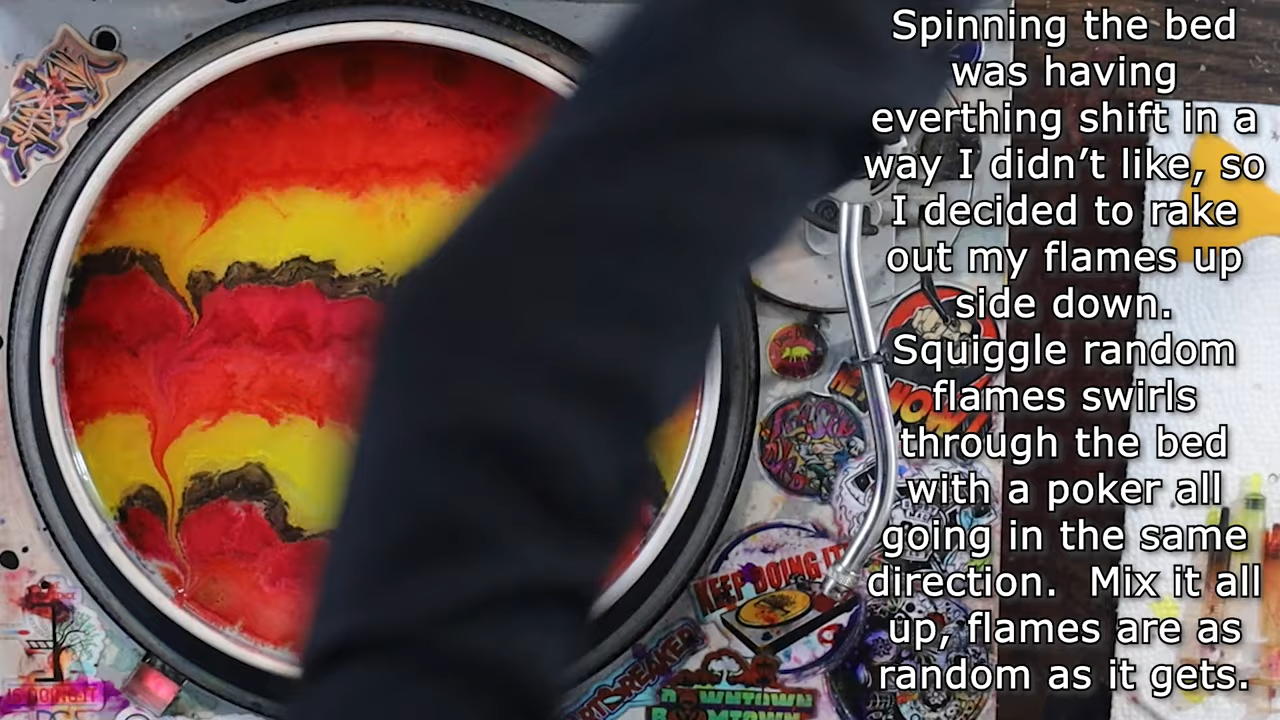 Spinning the bed
was having
everthing shift in a
way I didn’t like, so
I decided to rake
out my flames up
side down.
Squiggle random
flames swirls
through the bed
with a poker all
going in the same
direction.  Mix it all
up, flames are as
random as it gets.
KEEP DOING IT!
DOWNTOWN
BOOMTOWN